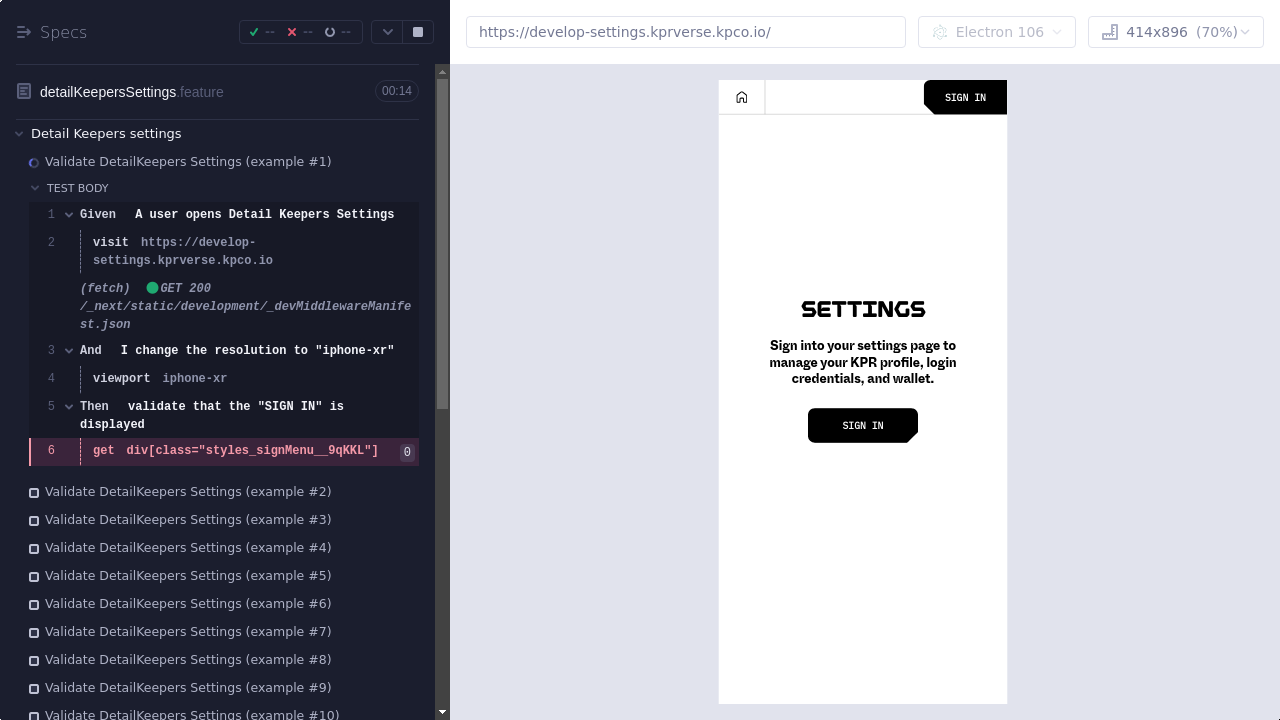 Specs
--
--
--
detailKeepersSettings.feature
00:14
Detail Keepers settings
Validate DetailKeepers Settings (example #1)
TEST BODY
1 Given A user opens Detail Keepers Settings
2 visit https://develop-
settings.kprverse.kpco.io
(fetch) GET 200
/_next/static/development/_devMiddlewareManife
st.json
3 And I change the resolution to "iphone-xr"
4 viewport iphone-xr
5 Then validate that the "SIGN IN" is
displayed
6 get div[class="styles_signMenu__9qKKL"] 0
Validate DetailKeepers Settings (example #2)
Validate DetailKeepers Settings (example #3)
Validate DetailKeepers Settings (example #4)
Validate DetailKeepers Settings (example #5)
Validate DetailKeepers Settings (example #6)
Validate DetailKeepers Settings (example #7)
Validate DetailKeepers Settings (example #8)
Validate DetailKeepers Settings (example #9)
Validate DetailKeepers Settings (example #10)
https://develop-settings.kprverse.kpco.io/
Electron 106
414x896 (70%)
SIGN IN
SETTINGS
Sign into your settings page to
manage your KPR profile, login
credentials, and wallet.
SIGN IN